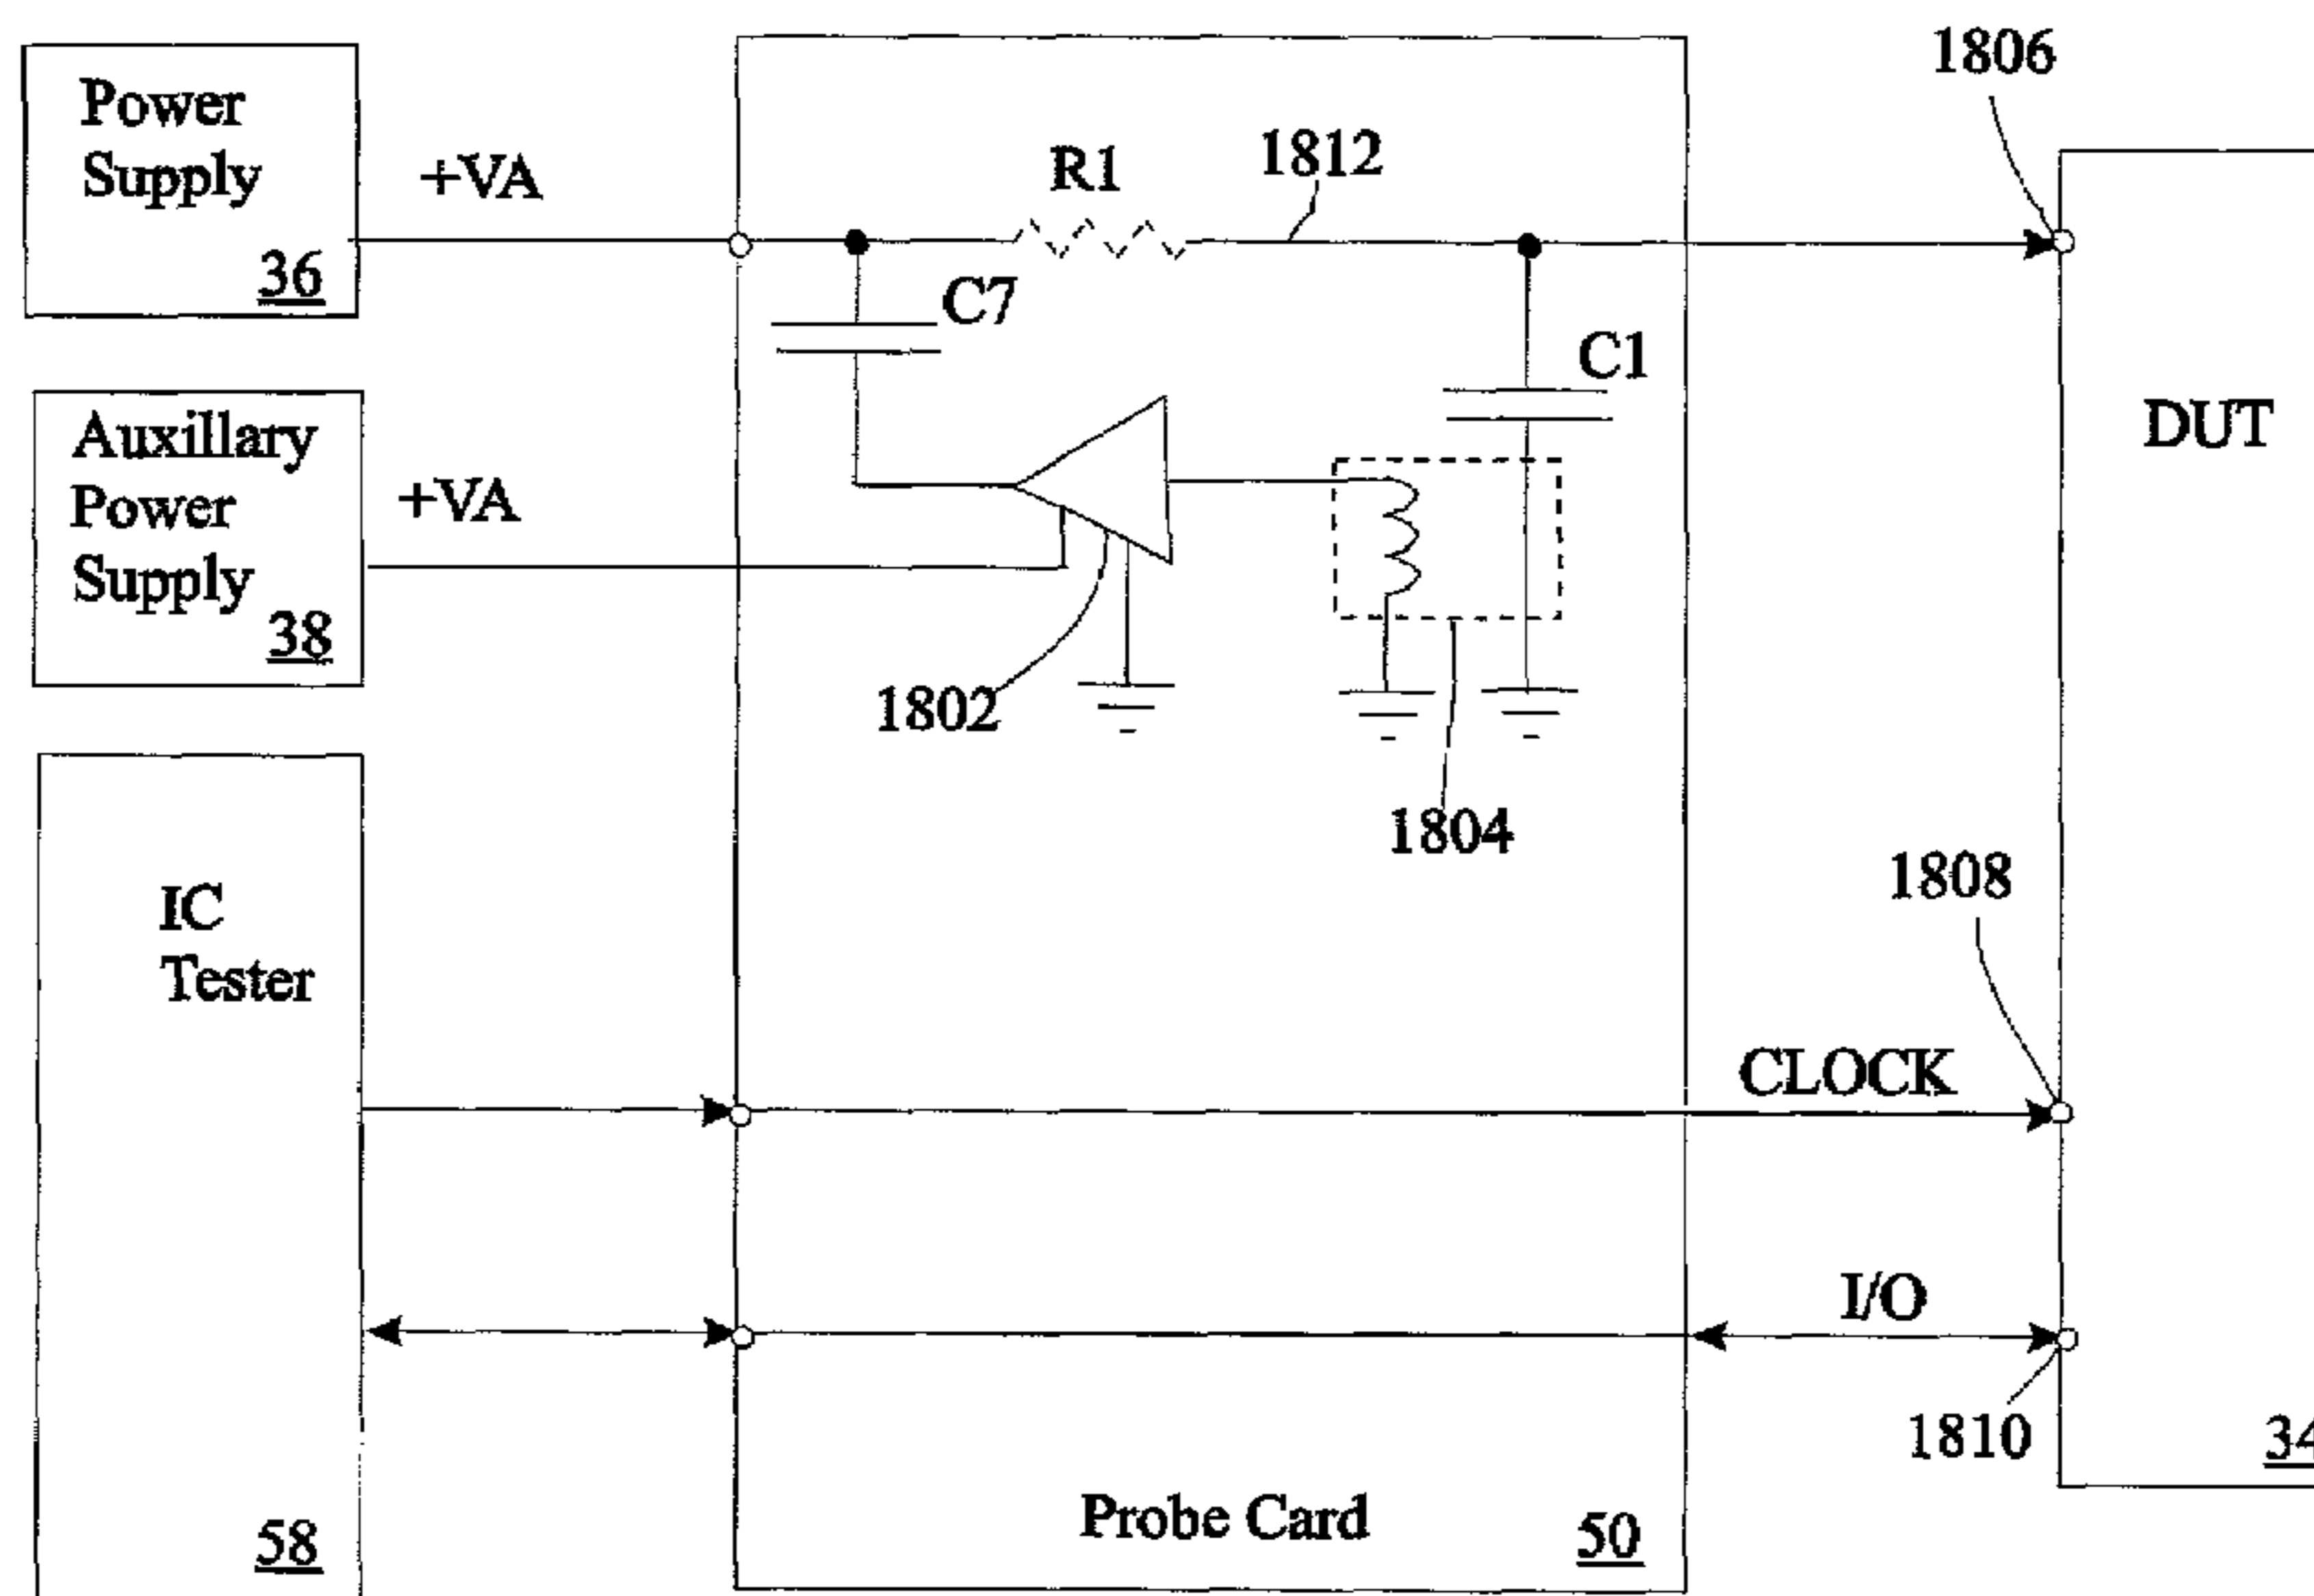 Power
Supply
36
+VA
R1
1812
1806
C7
C1
DUT
Auxillary
Power
Supply
38
+VA
1802
1804
IC
Tester
58
1808
CLOCK
I/O
1810
34
Probe Card
50